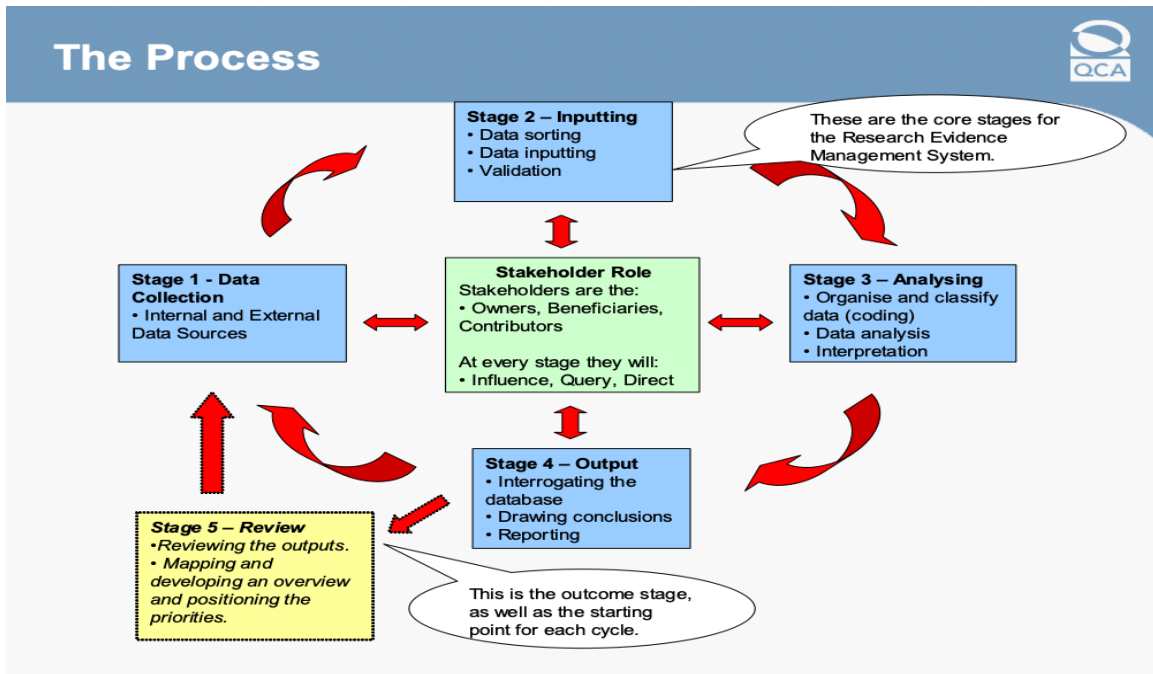 The Process
QCA
Stage 2 – Inputting
• Data sorting
• Data inputting
• Validation
These are the core stages for
the Research Evidence
Management System.
Stage 1 - Data
Collection
• Internal and External
Data Sources
Stakeholder Role
Stakeholders are the:
• Owners, Beneficiaries,
Contributors
At every stage they will:
• Influence, Query, Direct
Stage 3 – Analysing
• Organise and classify
data (coding)
• Data analysis
• Interpretation
Stage 4 – Output
• Interrogating the
database
• Drawing conclusions
• Reporting
Stage 5 – Review
•Reviewing the outputs.
• Mapping and
developing an overview
and positioning the
priorities.
This is the outcome stage,
as well as the starting
point for each cycle.